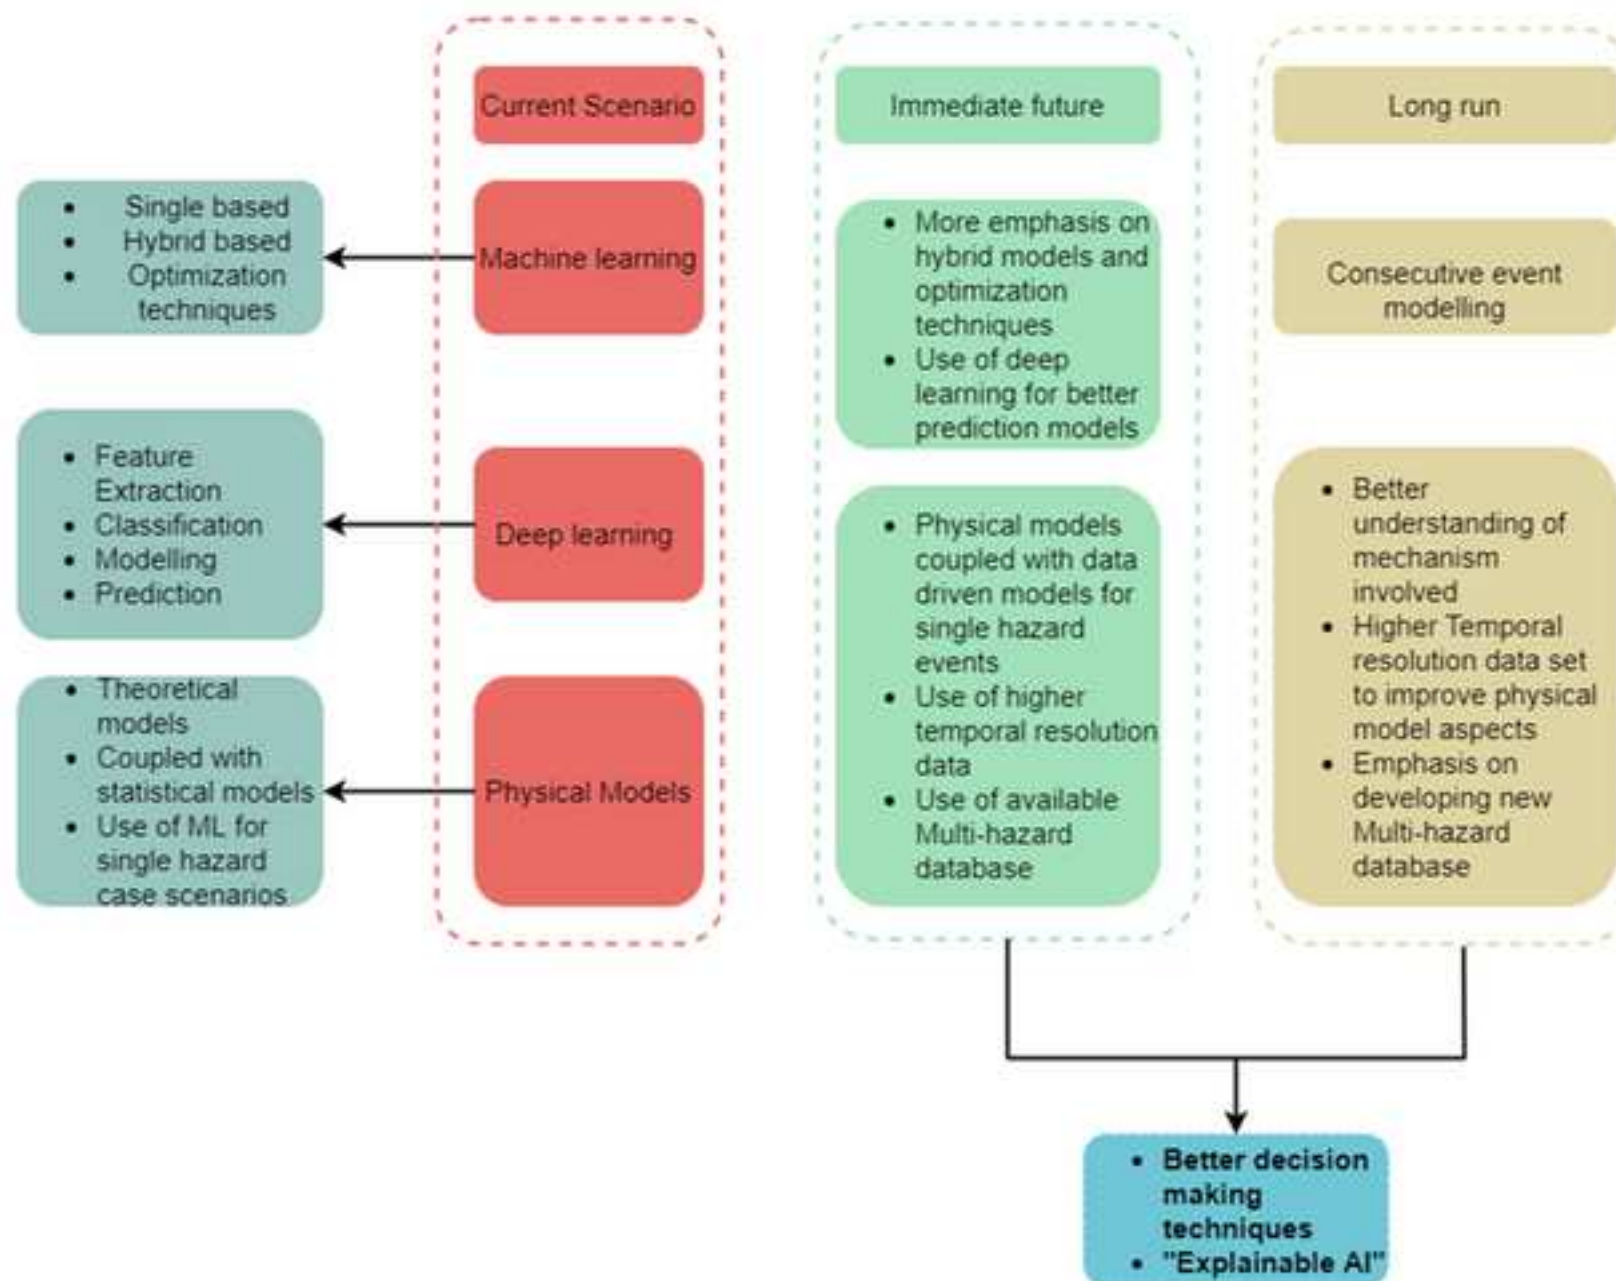 Current Scenario
Machine learning
• Single based
• Hybrid based
• Optimization
techniques
Deep learning
• Feature
Extraction
• Classification
• Modelling
• Prediction
Physical Models
• Theoretical
models
• Coupled with
statistical models
• Use of ML for
single hazard
case scenarios
Immediate future
• More emphasis on
hybrid models and
optimization
techniques
• Use of deep
learning for better
prediction models
• Physical models
coupled with data
driven models for
single hazard
events
• Use of higher
temporal resolution
data
• Use of available
Multi-hazard
database
Long run
Consecutive event
modelling
• Better
understanding of
mechanism
involved
• Higher Temporal
resolution data set
to improve physical
model aspects
• Emphasis on
developing new
Multi-hazard
database
• Better decision
making
techniques
• "Explainable AI"